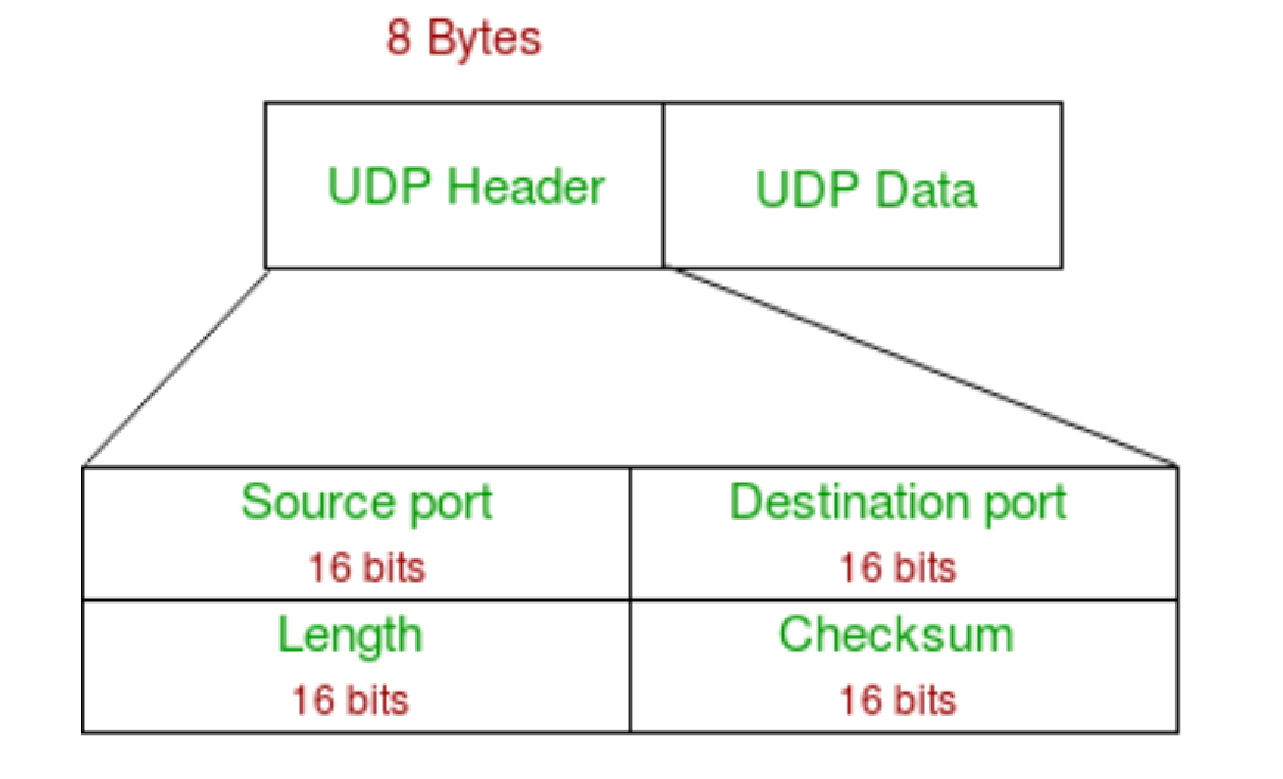 8 Bytes
UDP Header
UDP Data
Source port
16 bits
Destination port
16 bits
Length
16 bits
Checksum
16 bits